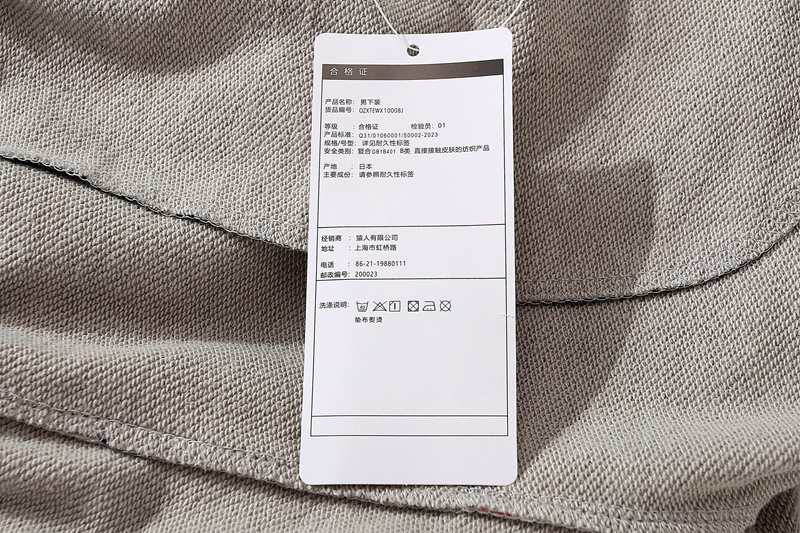 合格证
产品名称: 男下装
货品编号: OZXTEWX10008J
等级 : 合格证 检验员: 01
产品标准: Q31/01060001/S0002-2023
规格/号型: 详见耐久性标签
安全类别: 复合GB18401 B类 直接接触皮肤的纺织产品
产地 : 日本
主要成份: 请参照耐久性标签
经销商 : 猿人有限公司
地址 : 上海市虹桥路
电话 : 86-21-19880111
邮政编号: 200023
洗涤说明:
垫布熨烫